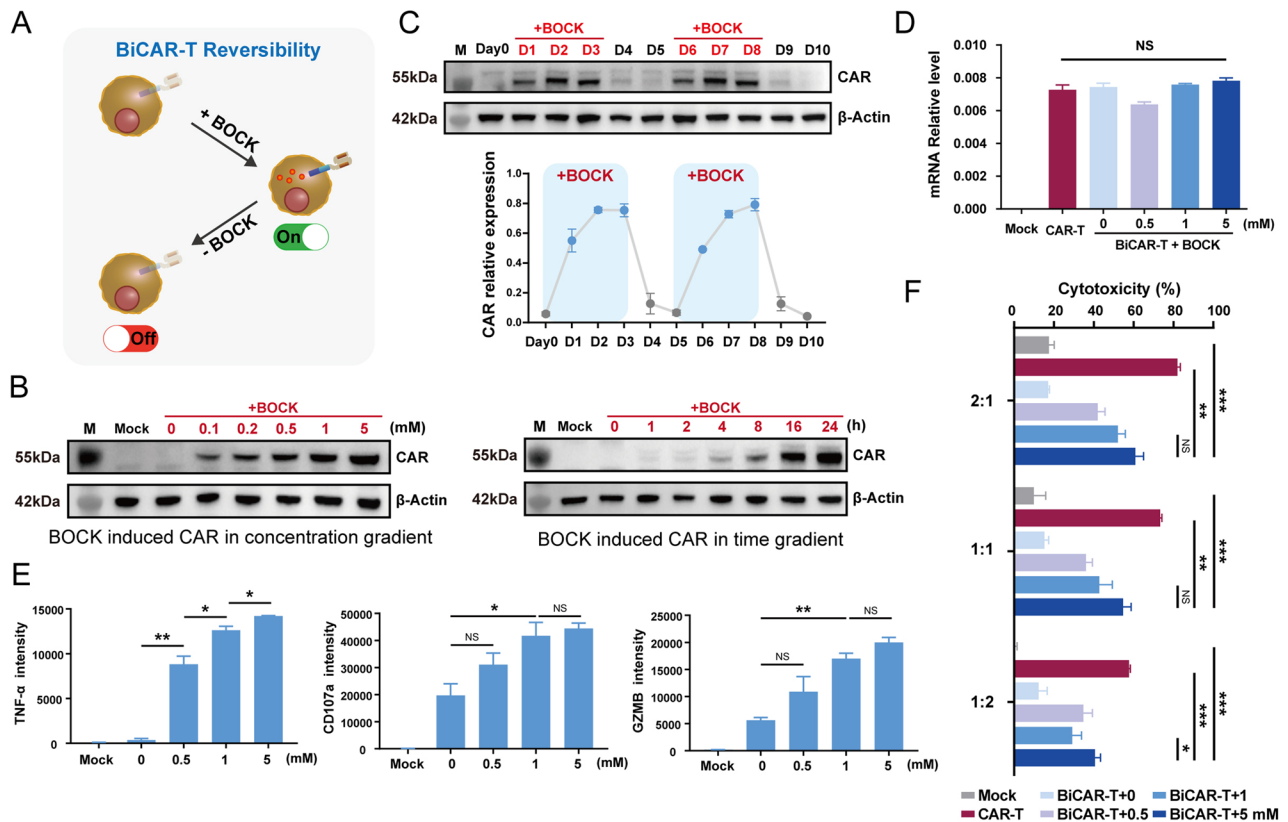 A
BiCAR-T Reversibility
+ BOCK
On
- BOCK
Off
B
+BOCK
M Mock 0 0.1 0.2 0.5 1 5 (mM)
55kDa CAR
42kDa β-Actin
BOCK induced CAR in concentration gradient
+BOCK
M Mock 0 1 2 4 8 16 24 (h)
55kDa CAR
42kDa β-Actin
BOCK induced CAR in time gradient
C
+BOCK +BOCK
M Day0 D1 D2 D3 D4 D5 D6 D7 D8 D9 D10
55kDa CAR
42kDa β-Actin
CAR relative expression
+BOCK +BOCK
1.0
0.8
0.6
0.4
0.2
0.0
Day0 D1 D2 D3 D4 D5 D6 D7 D8 D9 D10
D
NS
mRNA Relative level
0.010
0.008
0.006
0.004
0.002
0.000
Mock CAR-T 0 0.5 1 5 (mM)
BiCAR-T + BOCK
E
TNF-α intensity
15000
10000
5000
0
** * *
Mock 0 0.5 1 5 (mM)
CD107a intensity
50000
40000
30000
20000
10000
0
NS * NS
Mock 0 0.5 1 5 (mM)
GZMB intensity
25000
20000
15000
10000
5000
0
NS ** NS
Mock 0 0.5 1 5 (mM)
F
Cytotoxicity (%)
0 20 40 60 80 100
2:1
NS ** ***
1:1
NS ** ***
1:2
* *** ***
Mock BiCAR-T+0 BiCAR-T+1
CAR-T BiCAR-T+0.5 BiCAR-T+5 mM